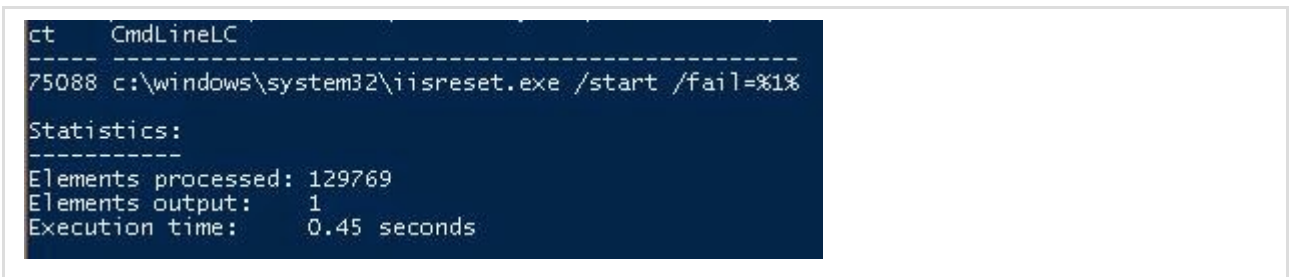 ct    CmdLineLC
----- -------------------------------------------------
75088 c:\windows\system32\iisreset.exe /start /fail=%1%
Statistics:
-----------
Elements processed: 129769
Elements output:    1
Execution time:     0.45 seconds